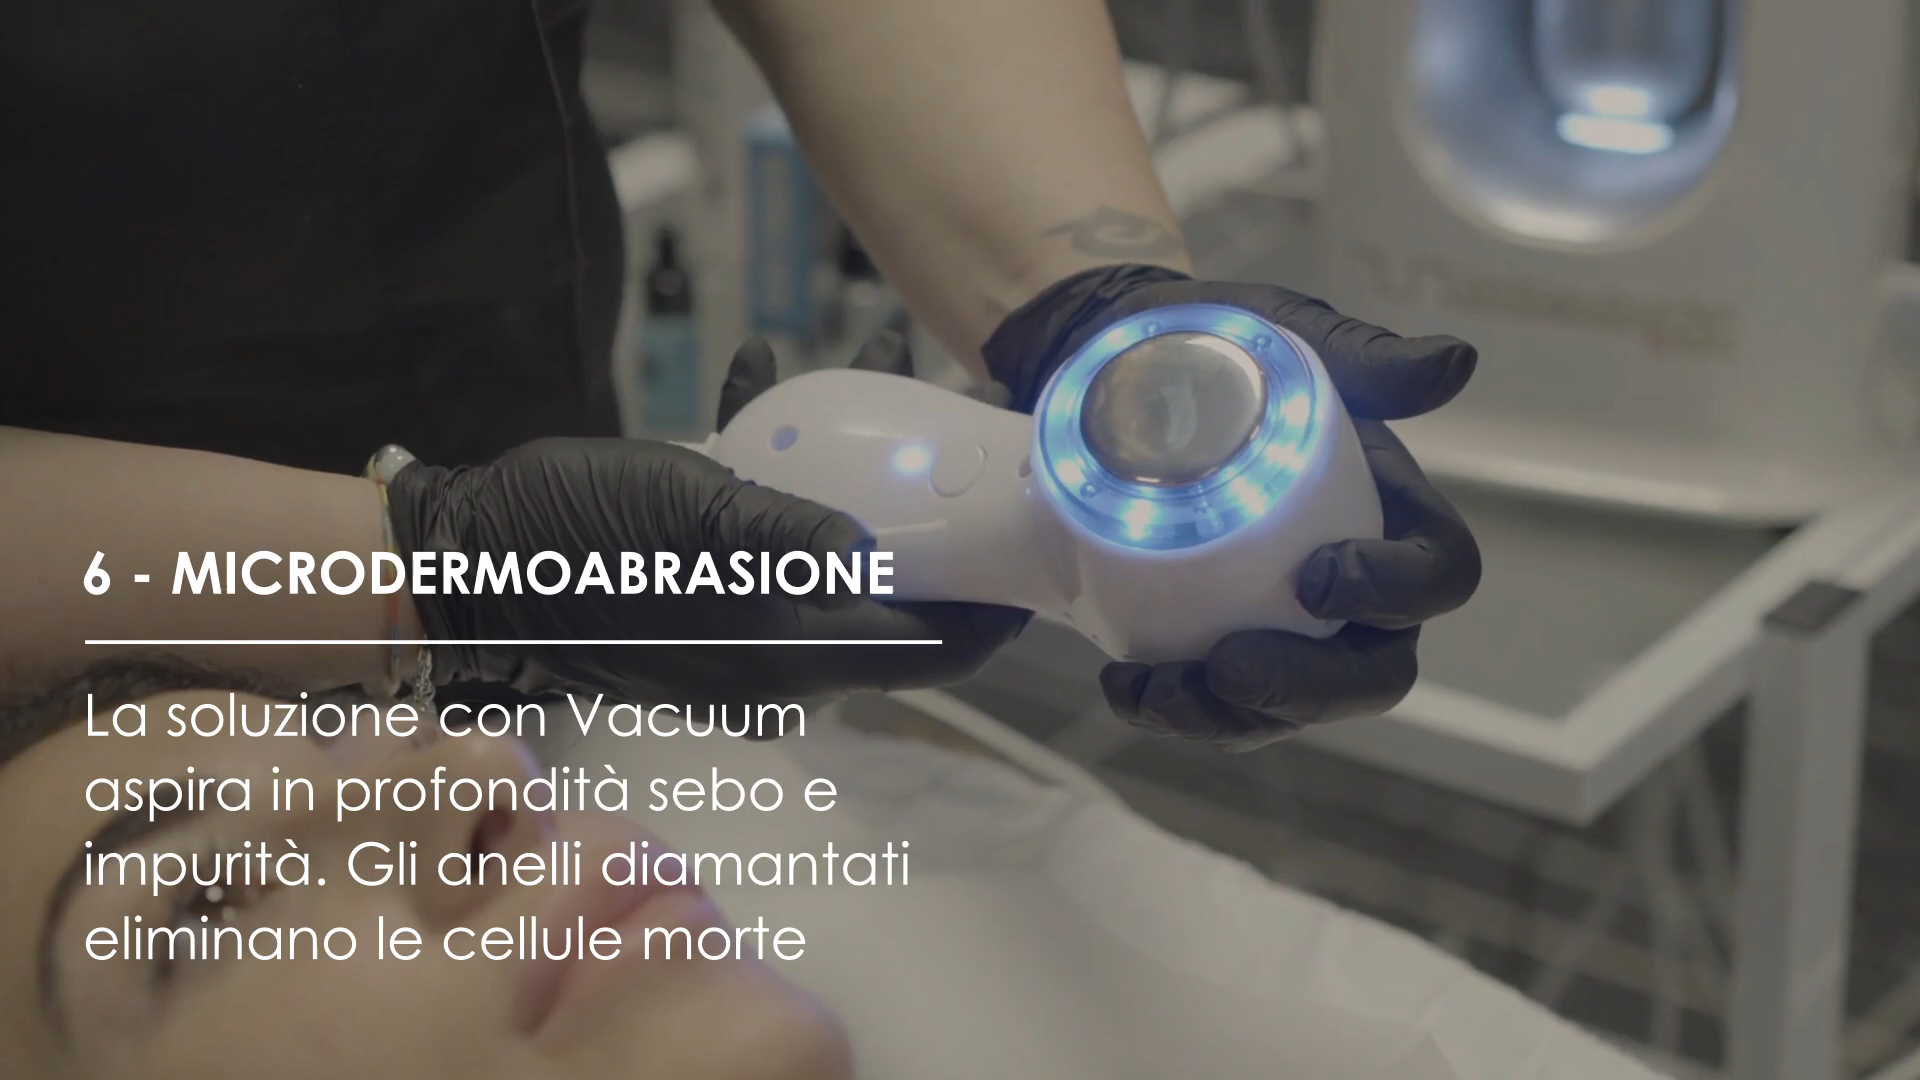 6 - MICRODERMOABRASIONE
La soluzione con Vacuum
aspira in profondità sebo e
impurità. Gli anelli diamantati
eliminano le cellule morte